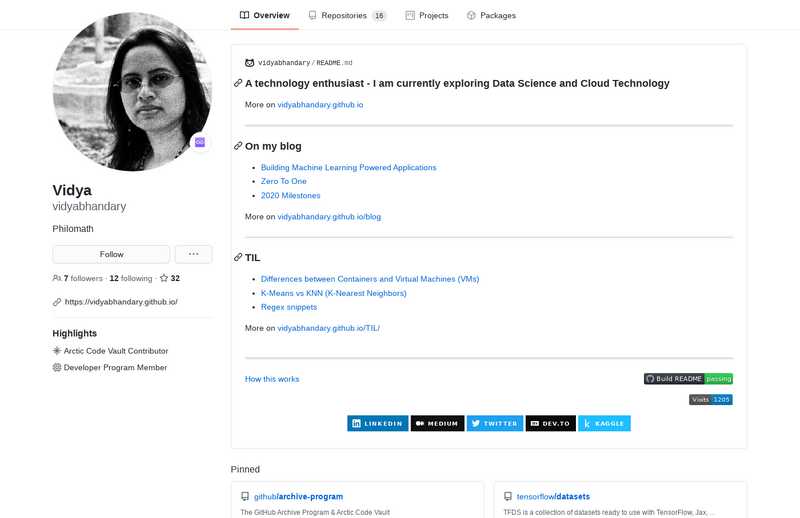 Overview
Repositories 16
Projects
Packages
vidyabhandary / README.md
A technology enthusiast - I am currently exploring Data Science and Cloud Technology
More on vidyabhandary.github io
On my blog
Building Machine Learning Powered Applications
Zero To One
2020 Milestones
More on vidyabhandary.github io/blog
TIL
Differences between Containers and Virtual Machines (VMs)
K-Means vs KNN (K-Nearest Neighbors)
Regex snippets
More on vidyabhandary.github.io/TIL/
How this works
Build README passing
Visits 1205
LINKEDIN
MEDIUM
TWITTER
DEV.TO
KAGGLE
Vidya
vidyabhandary
Philomath
Follow
7 followers · 12 following · 32
https://vidyabhandary.github.io/
Highlights
Arctic Code Vault Contributor
Developer Program Member
Pinned
github/archive-program
The GitHub Archive Program & Arctic Code Vault
tensorflow/datasets
TFDS is a collection of datasets ready to use with TensorFlow, Jax, ...